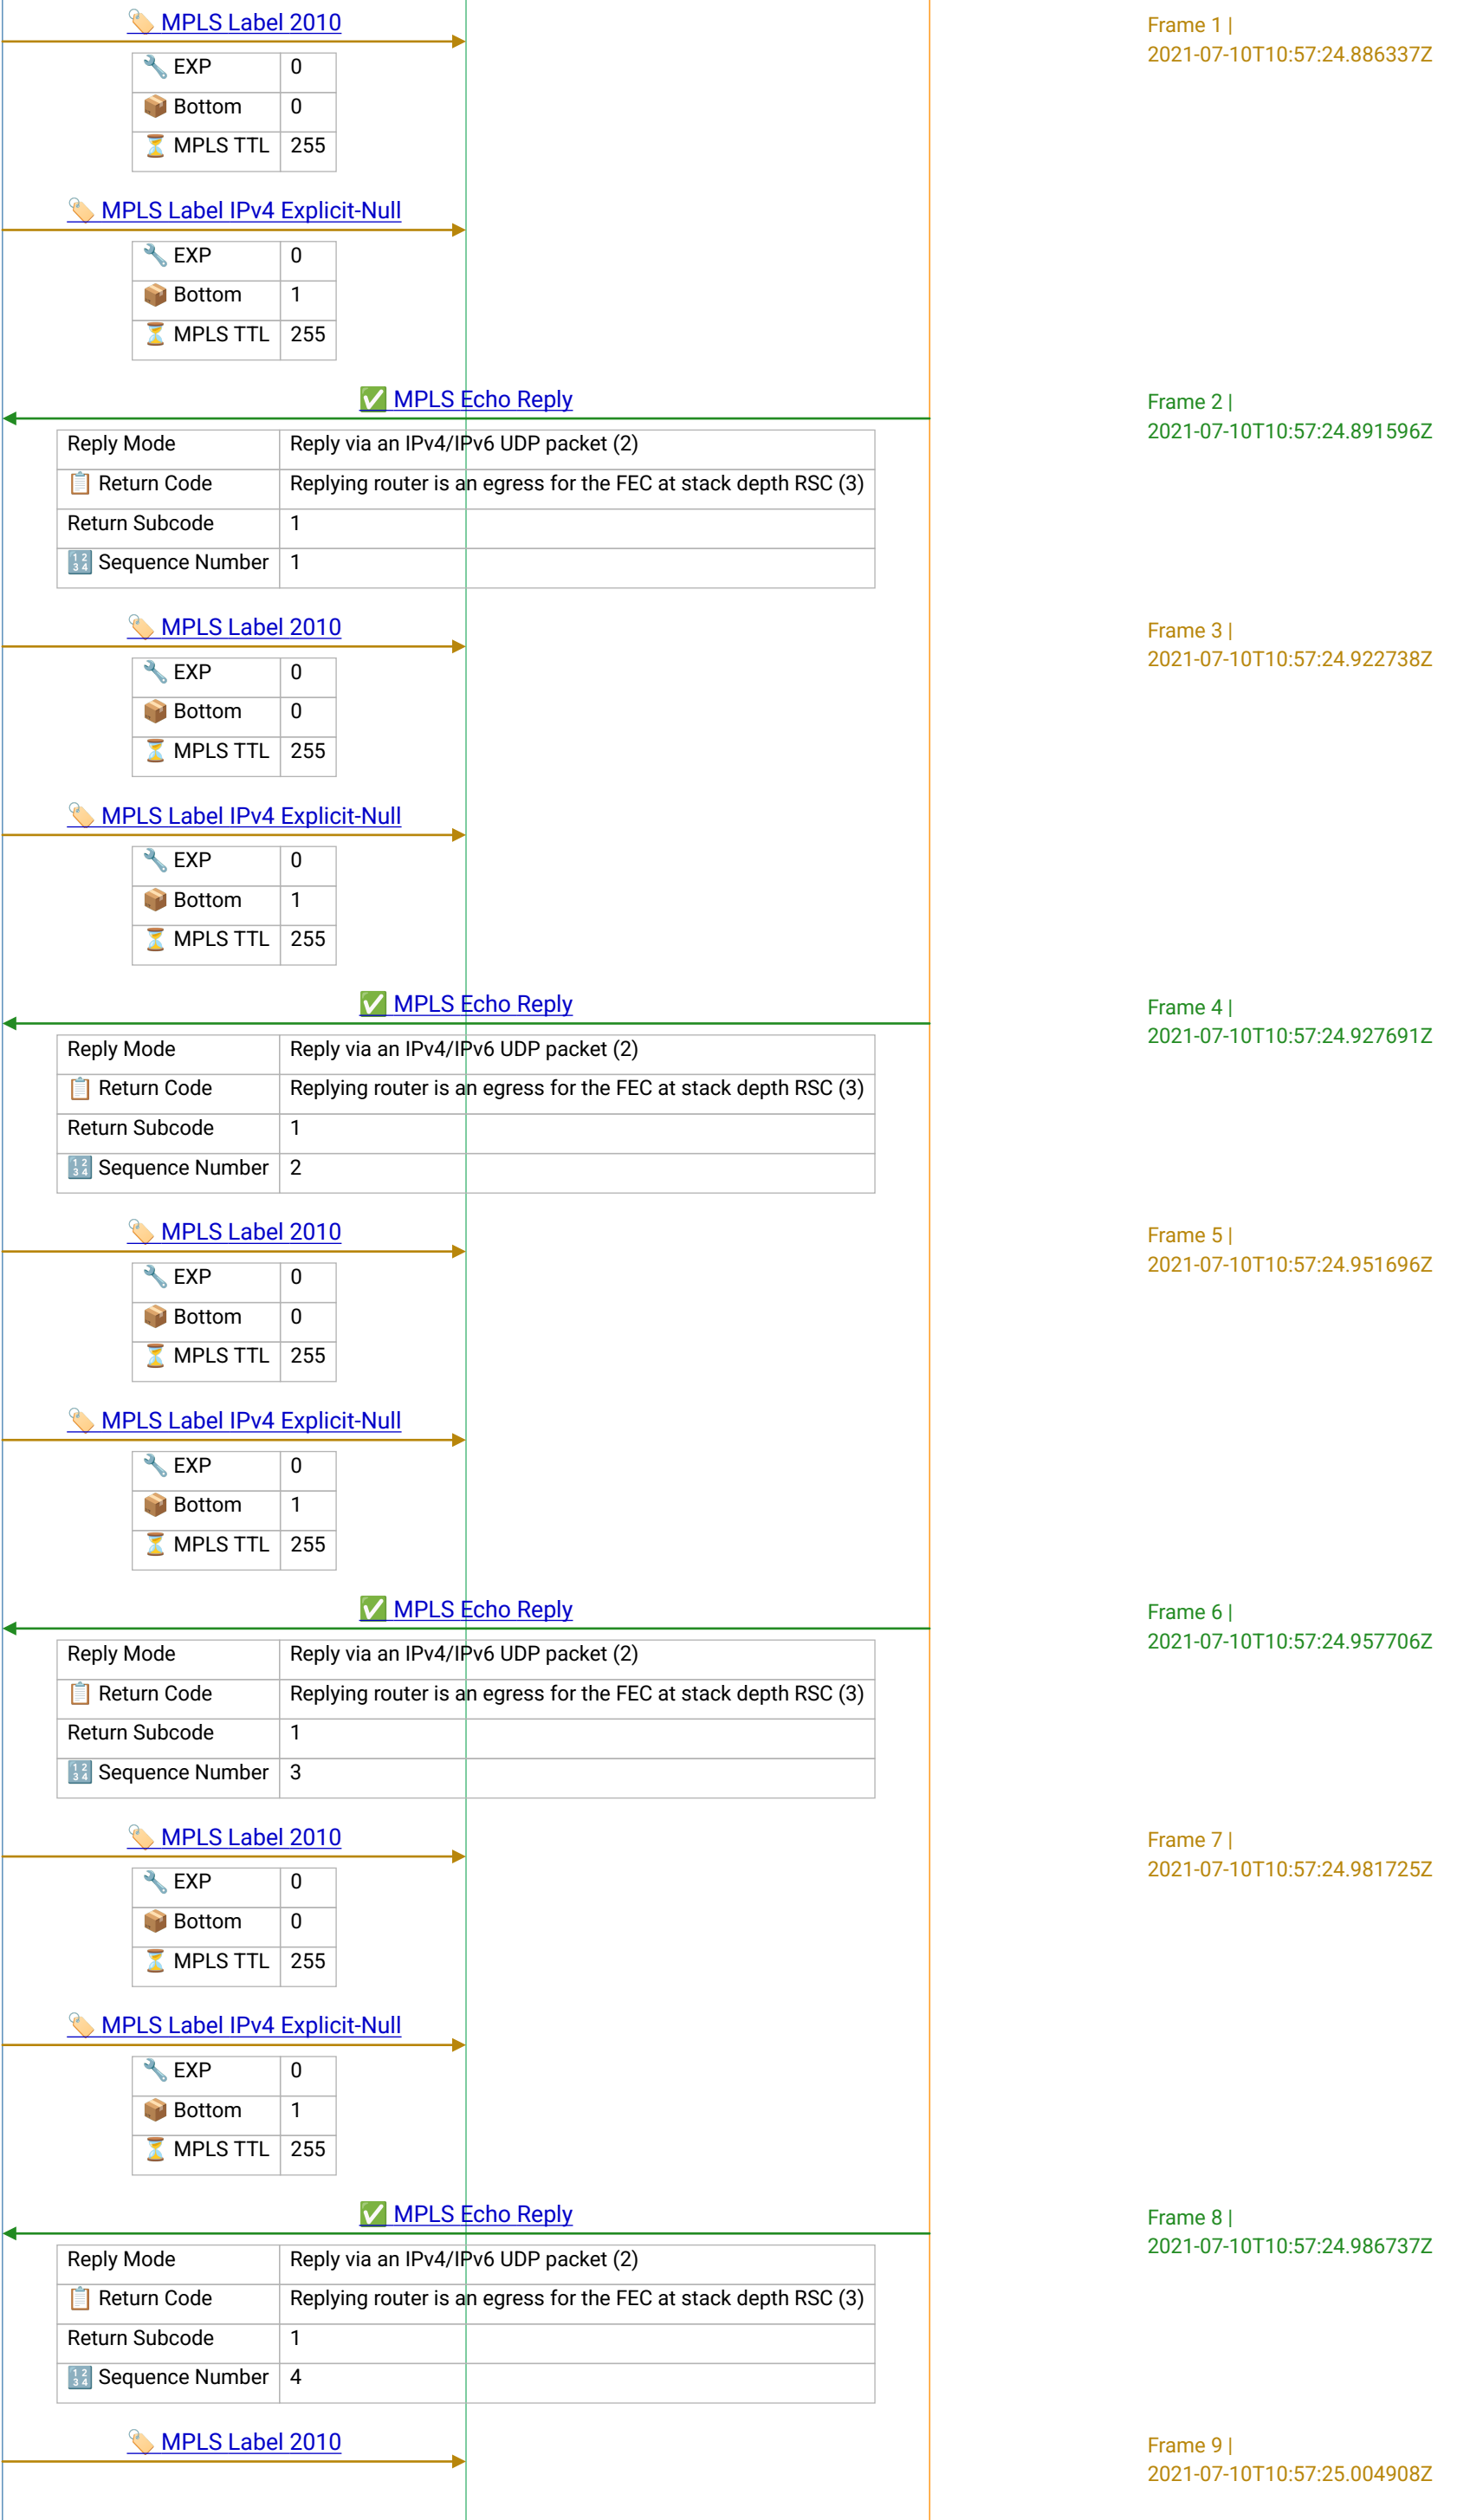 🏷️ MPLS Label 2010
Frame 1 |
2021-07-10T10:57:24.886337Z
🔧 EXP 0
📦 Bottom 0
⏳ MPLS TTL 255
🏷️ MPLS Label IPv4 Explicit-Null
🔧 EXP 0
📦 Bottom 1
⏳ MPLS TTL 255
✅ MPLS Echo Reply
Frame 2 |
2021-07-10T10:57:24.891596Z
Reply Mode Reply via an IPv4/IPv6 UDP packet (2)
📋 Return Code Replying router is an egress for the FEC at stack depth RSC (3)
Return Subcode 1
🔢 Sequence Number 1
🏷️ MPLS Label 2010
Frame 3 |
2021-07-10T10:57:24.922738Z
🔧 EXP 0
📦 Bottom 0
⏳ MPLS TTL 255
🏷️ MPLS Label IPv4 Explicit-Null
🔧 EXP 0
📦 Bottom 1
⏳ MPLS TTL 255
✅ MPLS Echo Reply
Frame 4 |
2021-07-10T10:57:24.927691Z
Reply Mode Reply via an IPv4/IPv6 UDP packet (2)
📋 Return Code Replying router is an egress for the FEC at stack depth RSC (3)
Return Subcode 1
🔢 Sequence Number 2
🏷️ MPLS Label 2010
Frame 5 |
2021-07-10T10:57:24.951696Z
🔧 EXP 0
📦 Bottom 0
⏳ MPLS TTL 255
🏷️ MPLS Label IPv4 Explicit-Null
🔧 EXP 0
📦 Bottom 1
⏳ MPLS TTL 255
✅ MPLS Echo Reply
Frame 6 |
2021-07-10T10:57:24.957706Z
Reply Mode Reply via an IPv4/IPv6 UDP packet (2)
📋 Return Code Replying router is an egress for the FEC at stack depth RSC (3)
Return Subcode 1
🔢 Sequence Number 3
🏷️ MPLS Label 2010
Frame 7 |
2021-07-10T10:57:24.981725Z
🔧 EXP 0
📦 Bottom 0
⏳ MPLS TTL 255
🏷️ MPLS Label IPv4 Explicit-Null
🔧 EXP 0
📦 Bottom 1
⏳ MPLS TTL 255
✅ MPLS Echo Reply
Frame 8 |
2021-07-10T10:57:24.986737Z
Reply Mode Reply via an IPv4/IPv6 UDP packet (2)
📋 Return Code Replying router is an egress for the FEC at stack depth RSC (3)
Return Subcode 1
🔢 Sequence Number 4
🏷️ MPLS Label 2010
Frame 9 |
2021-07-10T10:57:25.004908Z